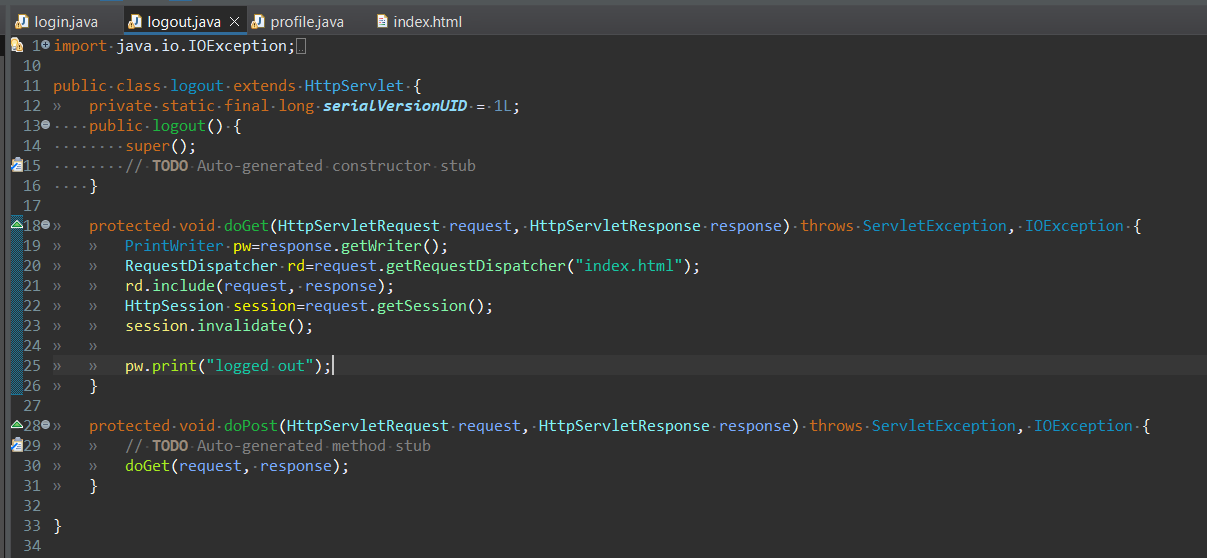 login.java logout.java profile.java index.html
1 import java.io.IOException;
10
11 public class logout extends HttpServlet {
12 private static final long serialVersionUID = 1L;
13 public logout() {
14 super();
15 // TODO Auto-generated constructor stub
16 }
17
18 protected void doGet(HttpServletRequest request, HttpServletResponse response) throws ServletException, IOException {
19 PrintWriter pw=response.getWriter();
20 RequestDispatcher rd=request.getRequestDispatcher("index.html");
21 rd.include(request, response);
22 HttpSession session=request.getSession();
23 session.invalidate();
24
25 pw.print("logged out");
26 }
27
28 protected void doPost(HttpServletRequest request, HttpServletResponse response) throws ServletException, IOException {
29 // TODO Auto-generated method stub
30 doGet(request, response);
31 }
32
33 }
34